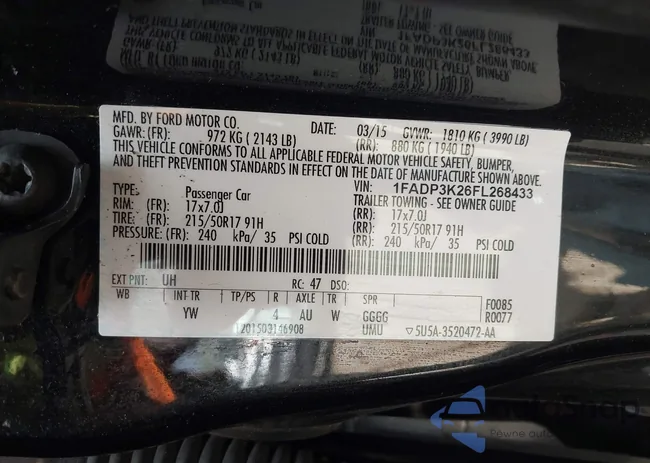 MFD. BY FORD MOTOR CO. DATE: 03/15 GVWR: 1810 KG ( 3990 LB)
GAWR: (FR): 972 KG ( 2143 LB) (RR): 880 KG ( 1940 LB)
THIS VEHICLE CONFORMS TO ALL APPLICABLE FEDERAL MOTOR VEHICLE SAFETY, BUMPER,
AND THEFT PREVENTION STANDARDS IN EFFECT ON THE DATE OF MANUFACTURE SHOWN ABOVE.
VIN: 1FADP3K26FL268433
TYPE: Passenger Car TRAILER TOWING - SEE OWNER GUIDE
RIM: (FR): 17x7.0J (RR): 17x7.0J
TIRE: (FR): 215/50R17 91H (RR): 215/50R17 91H
PRESSURE: (FR): 240 kPa/ 35 PSI COLD (RR): 240 kPa/ 35 PSI COLD
EXT PNT: UH RC: 47 DSO:
WB INT TR TP/PS R AXLE TR SPR F0085
YW 4 AU W GGGG R0077
1201503146908 UMU ▽5U5A-3520472-AA